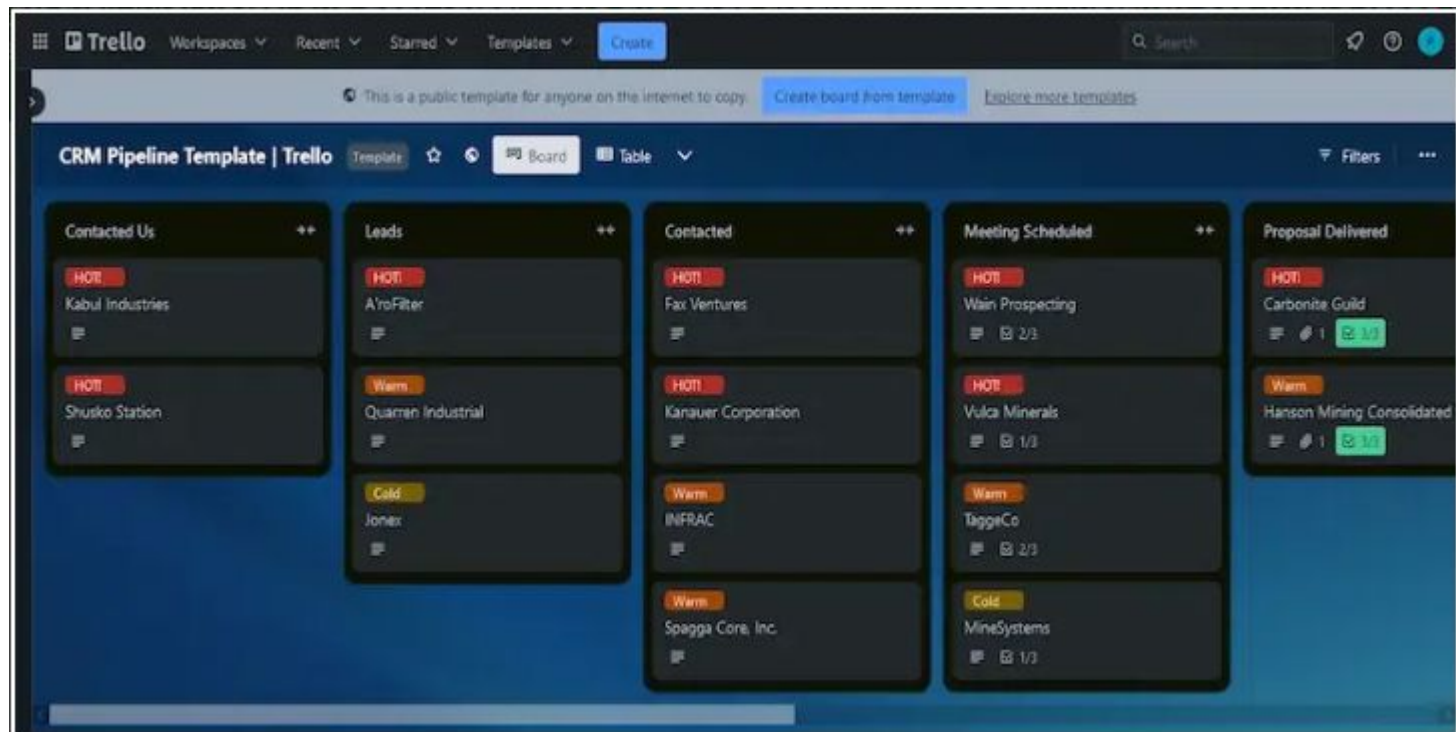 Trello Workspaces Recent Starred Templates Create Search
This is a public template for anyone on the internet to copy. Create board from template Explore more templates
CRM Pipeline Template | Trello Template Board Table Filters
Contacted Us
HOT!
Kabul Industries
HOT!
Shusko Station
Leads
HOT!
A'roFilter
Warm
Quarren Industrial
Cold
Jonex
Contacted
HOT!
Fax Ventures
HOT!
Kanauer Corporation
Warm
INFRAC
Warm
Spagga Core, Inc.
Meeting Scheduled
HOT!
Wain Prospecting
2/3
HOT!
Vulca Minerals
1/3
Warm
TaggeCo
2/3
Cold
MineSystems
1/3
Proposal Delivered
HOT!
Carbonite Guild
1 3/3
Warm
Hanson Mining Consolidated
1 3/3